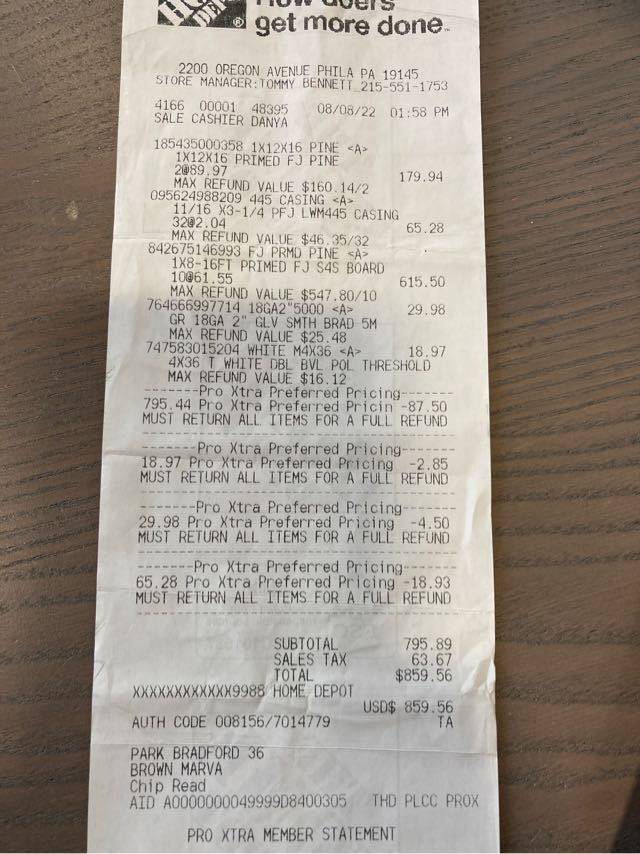 get more done.
2200 OREGON AVENUE PHILA PA 19145
STORE MANAGER:TOMMY BENNETT 215-551-1753
4166 00001 48395 08/08/22 01:58 PM
SALE CASHIER DANYA
185435000358 1X12X16 PINE <A>
1X12X16 PRIMED FJ PINE
2@89.97 179.94
MAX REFUND VALUE $160.14/2
095624988209 445 CASING <A>
11/16 X3-1/4 PFJ LWM445 CASING
32@2.04 65.28
MAX REFUND VALUE $46.35/32
842675146993 FJ PRMD PINE <A>
1X8-16FT PRIMED FJ S4S BOARD
10@61.55 615.50
MAX REFUND VALUE $547.80/10
764666997714 18GA2"5000 <A> 29.98
GR 18GA 2" GLV SMTH BRAD 5M
MAX REFUND VALUE $25.48
747583015204 WHITE M4X36 <A> 18.97
4X36 T WHITE DBL BVL POL THRESHOLD
MAX REFUND VALUE $16.12
-------Pro Xtra Preferred Pricing-------
795.44 Pro Xtra Preferred Pricin -87.50
MUST RETURN ALL ITEMS FOR A FULL REFUND
-------Pro Xtra Preferred Pricing-------
18.97 Pro Xtra Preferred Pricing -2.85
MUST RETURN ALL ITEMS FOR A FULL REFUND
-------Pro Xtra Preferred Pricing-------
29.98 Pro Xtra Preferred Pricing -4.50
MUST RETURN ALL ITEMS FOR A FULL REFUND
-------Pro Xtra Preferred Pricing-------
65.28 Pro Xtra Preferred Pricing -18.93
MUST RETURN ALL ITEMS FOR A FULL REFUND
SUBTOTAL 795.89
SALES TAX 63.67
TOTAL $859.56
XXXXXXXXXXXX9988 HOME DEPOT
USD$ 859.56
AUTH CODE 008156/7014779 TA
PARK BRADFORD 36
BROWN MARVA
Chip Read
AID A0000000049999D8400305 THD PLCC PROX
PRO XTRA MEMBER STATEMENT